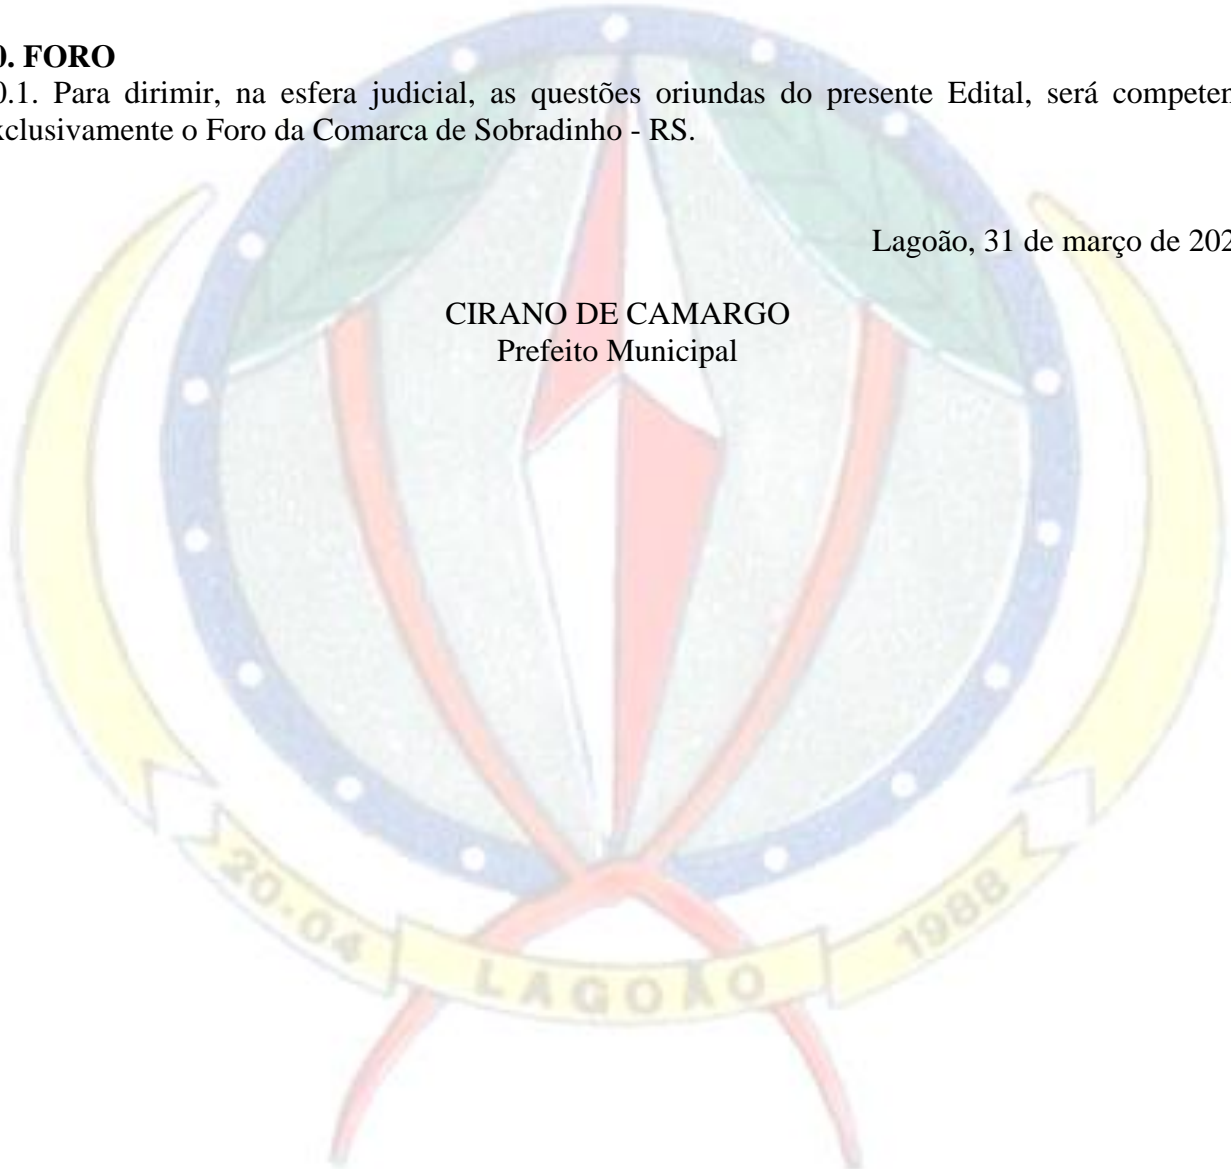 0. FORO
0.1. Para dirimir, na esfera judicial, as questões oriundas do presente Edital, será competen
xclusivamente o Foro da Comarca de Sobradinho - RS.
Lagoão, 31 de março de 202
CIRANO DE CAMARGO
Prefeito Municipal
20-04
LAGOÃO
1988